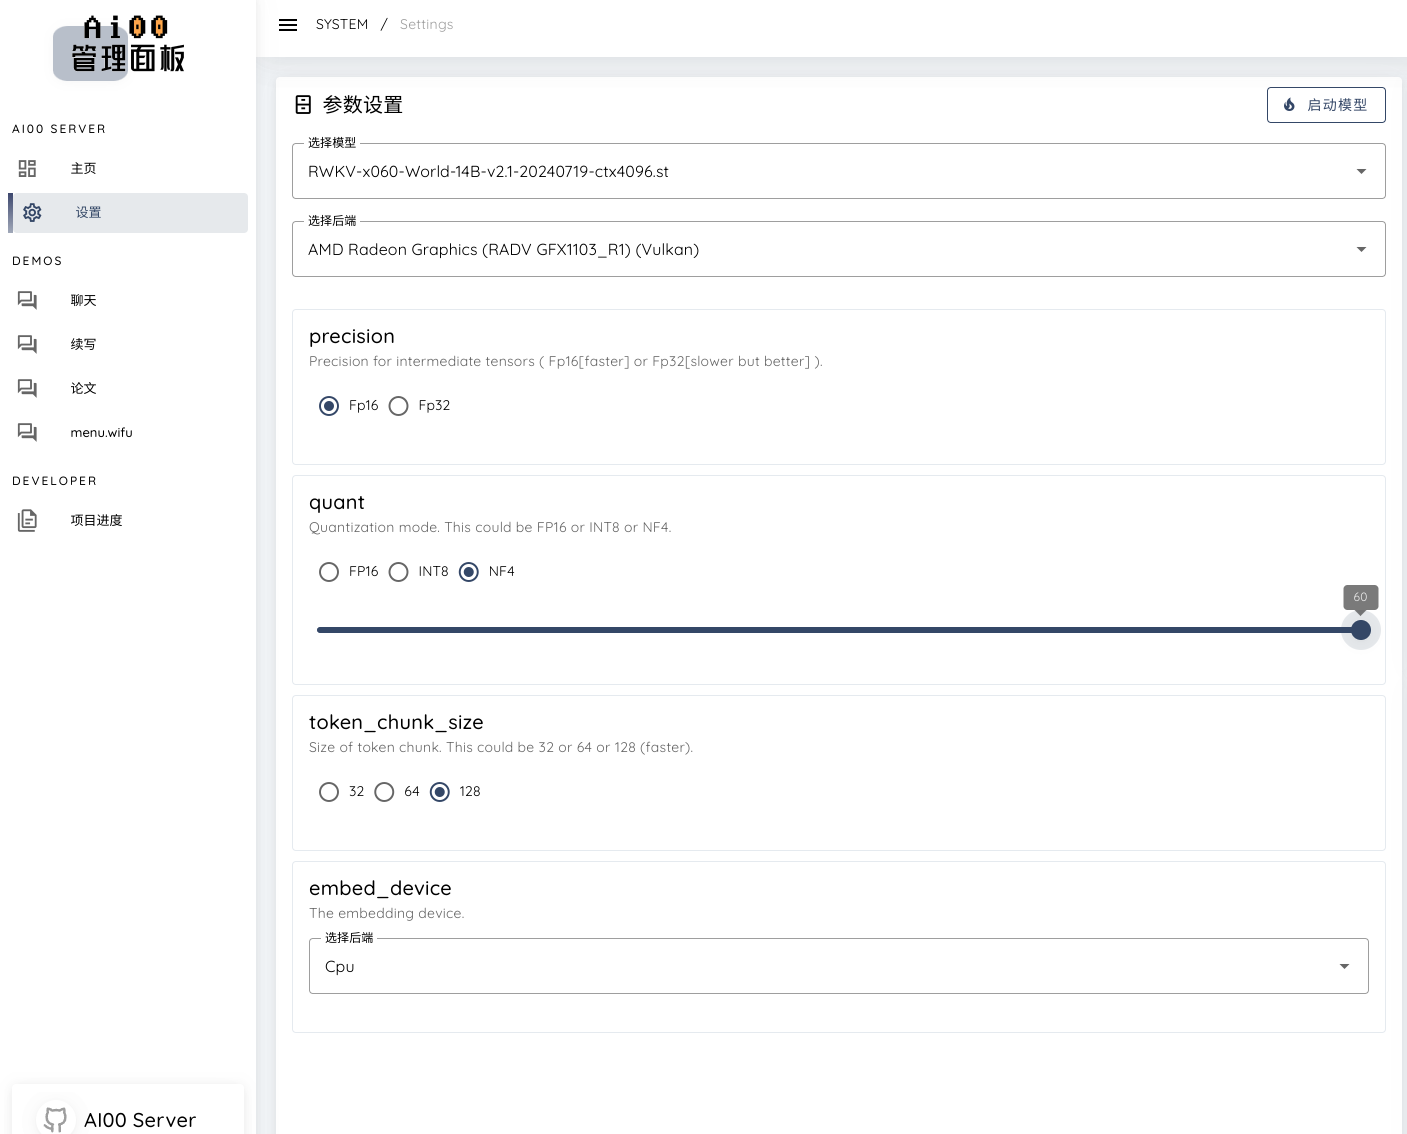 Ai00
管理面板
SYSTEM / Settings
AI00 SERVER
主页
设置
DEMOS
聊天
续写
论文
menu.wifu
DEVELOPER
项目进度
AI00 Server
参数设置
启动模型
选择模型
RWKV-x060-World-14B-v2.1-20240719-ctx4096.st
选择后端
AMD Radeon Graphics (RADV GFX1103_R1) (Vulkan)
precision
Precision for intermediate tensors ( Fp16[faster] or Fp32[slower but better] ).
Fp16 Fp32
quant
Quantization mode. This could be FP16 or INT8 or NF4.
FP16 INT8 NF4
60
token_chunk_size
Size of token chunk. This could be 32 or 64 or 128 (faster).
32 64 128
embed_device
The embedding device.
选择后端
Cpu